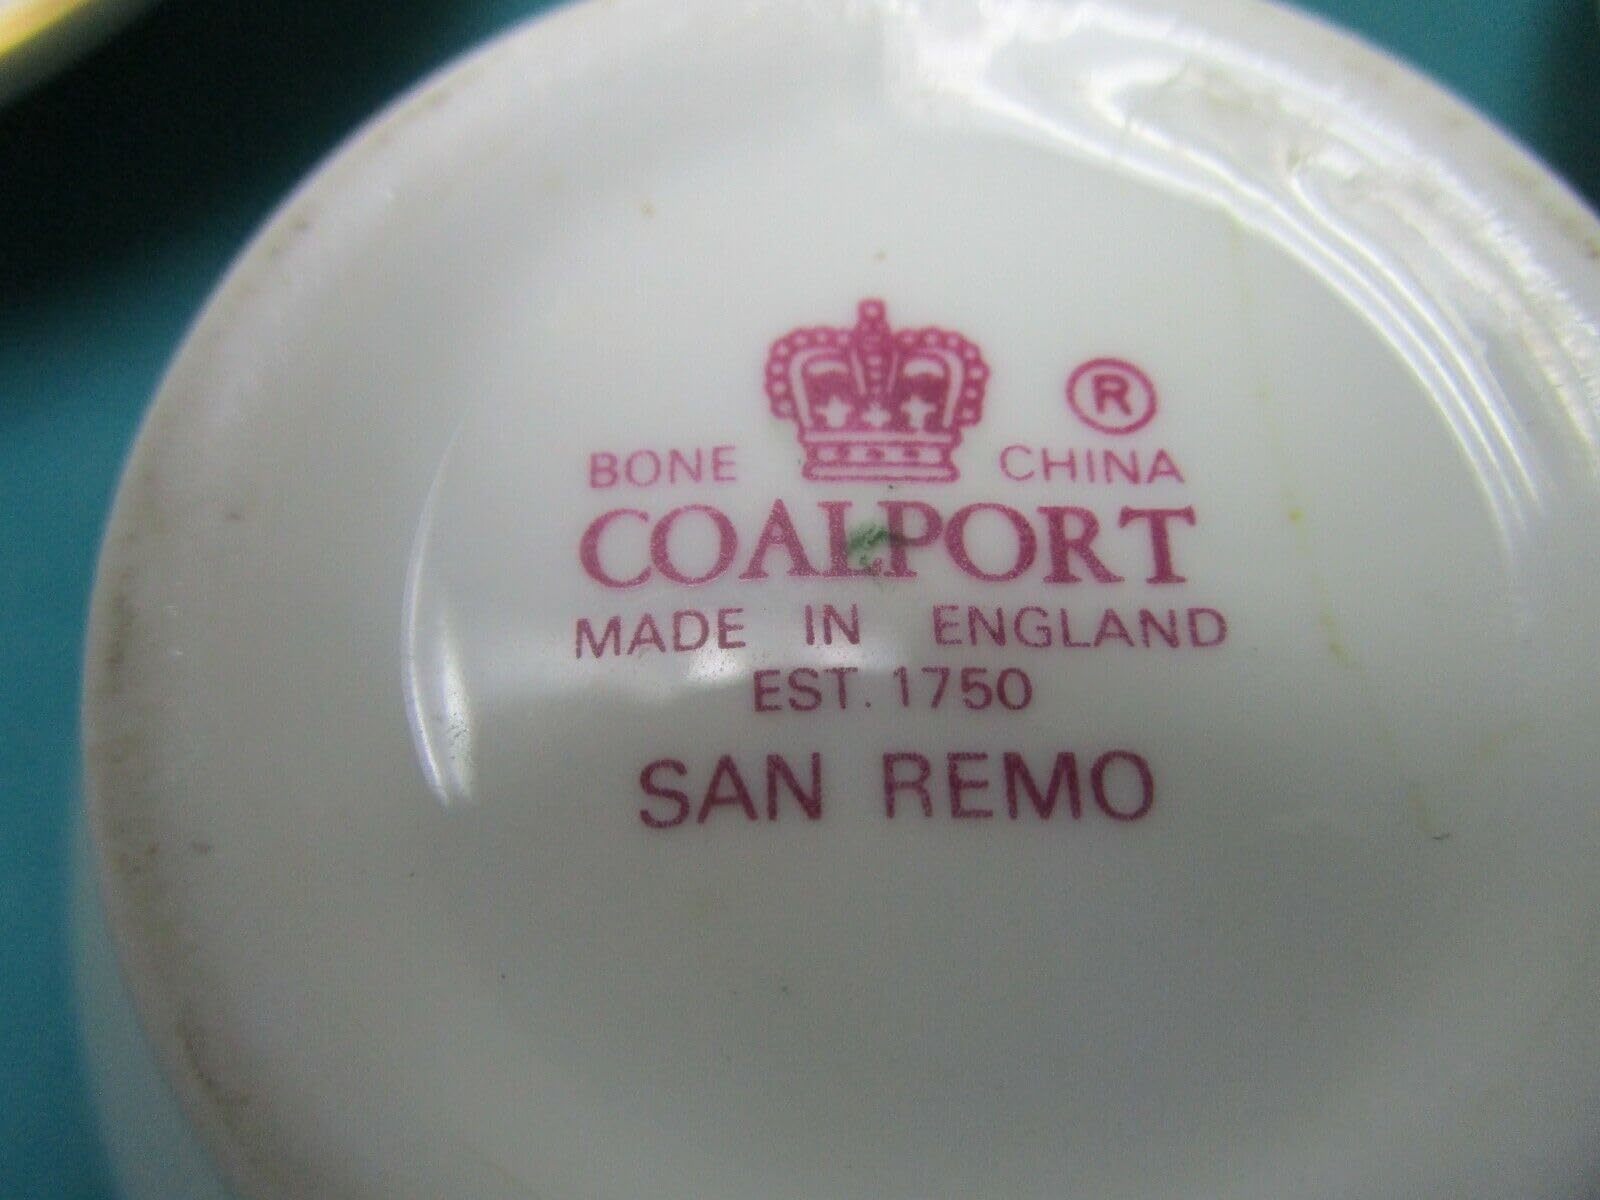 ®
BONE CHINA
COALPORT
MADE IN ENGLAND
EST. 1750
SAN REMO